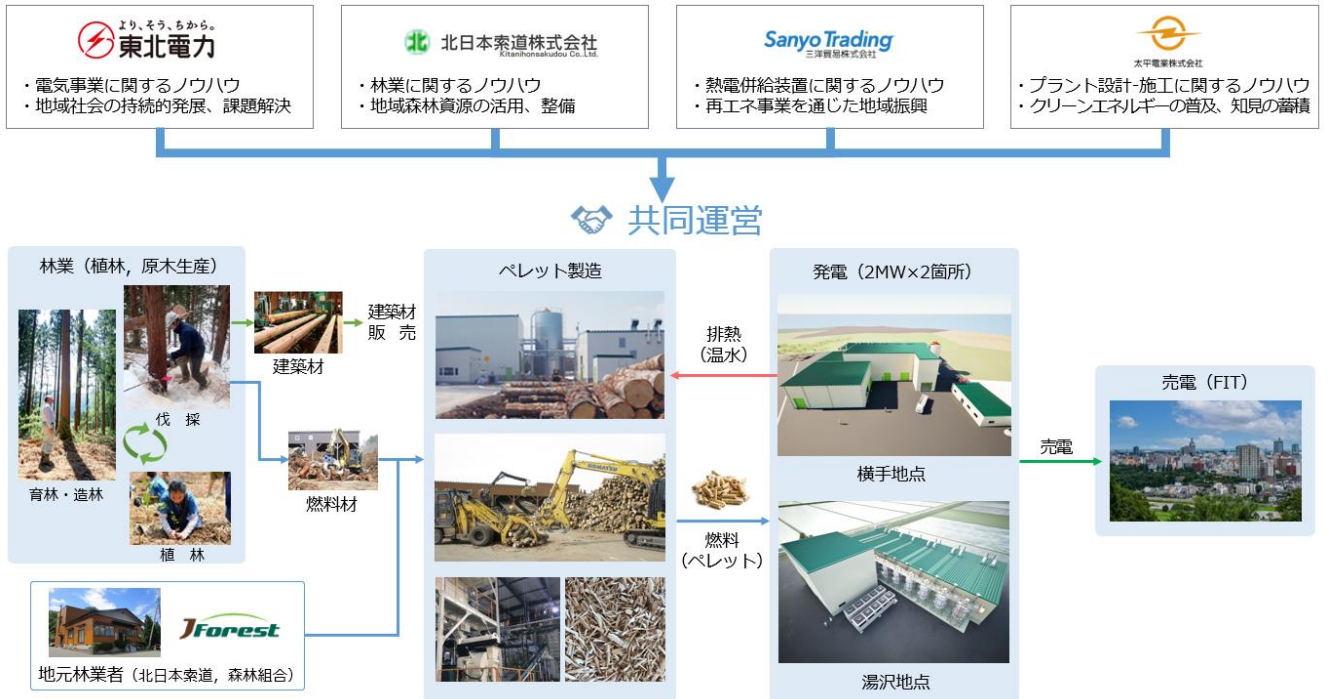 より、そう、ちから。
東北電力
・電気事業に関するノウハウ
・地域社会の持続的発展、課題解決
北
北日本索道株式会社
Kitanihonsakudou Co.Ltd.
・林業に関するノウハウ
・地域森林資源の活用、整備
Sanyo Trading
三洋貿易株式会社
・熱電併給装置に関するノウハウ
・再エネ事業を通じた地域振興
太平電業株式会社
・プラント設計-施工に関するノウハウ
・クリーンエネルギーの普及、知見の蓄積
共同運営
林業（植林，原木生産）
育林・造林
伐 採
植 林
建築材
建築材
販 売
燃料材
J Forest
地元林業者（北日本索道，森林組合）
ペレット製造
KOMATSU
排熱
（温水）
燃料
（ペレット）
発電（2MW×2箇所）
横手地点
湯沢地点
売電
売電（FIT）